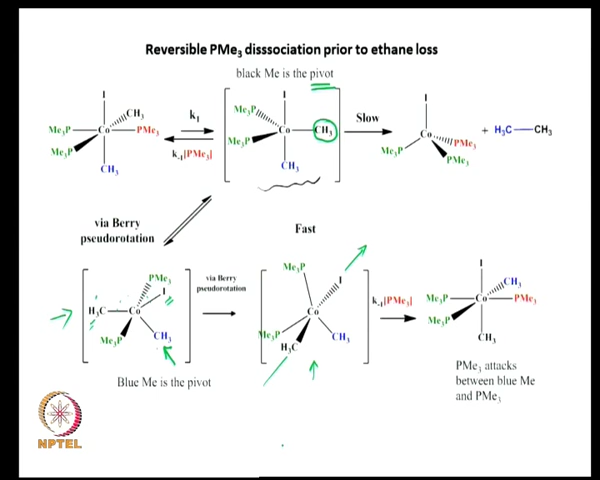 Reversible PMe3 disssociation prior to ethane loss
black Me is the pivot
I
CH3
Me3P Co PMe3
Me3P
CH3
k1
k-1[PMe3]
I
Me3P
Co CH3
Me3P
CH3
Slow
I
Co
Me3P PMe3
PMe3
+ H3C CH3
via Berry
pseudorotation
Fast
PMe3
I
H3C Co
Me3P CH3
Blue Me is the pivot
via Berry
pseudorotation
Me3P
I
Co
Me3P CH3
H3C
k-1[PMe3]
I
CH3
Me3P Co PMe3
Me3P
CH3
PMe3 attacks
between blue Me
and PMe3
NPTEL